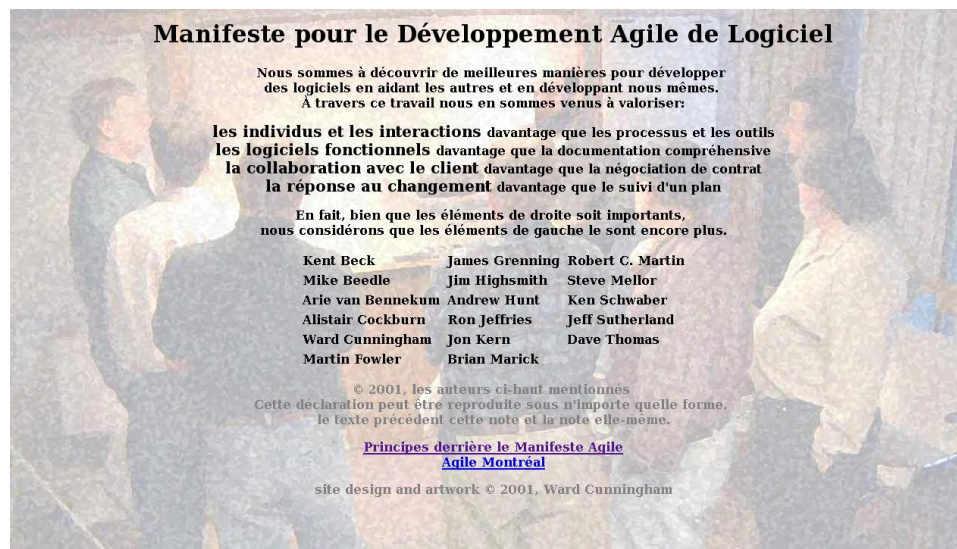 Manifeste pour le Développement Agile de Logiciel
Nous sommes à découvrir de meilleures manières pour développer
des logiciels en aidant les autres et en développant nous mêmes.
À travers ce travail nous en sommes venus à valoriser:
les individus et les interactions davantage que les processus et les outils
les logiciels fonctionnels davantage que la documentation compréhensive
la collaboration avec le client davantage que la négociation de contrat
la réponse au changement davantage que le suivi d'un plan
En fait, bien que les éléments de droite soit importants,
nous considérons que les éléments de gauche le sont encore plus.
Kent Beck James Grenning Robert C. Martin
Mike Beedle Jim Highsmith Steve Mellor
Arie van Bennekum Andrew Hunt Ken Schwaber
Alistair Cockburn Ron Jeffries Jeff Sutherland
Ward Cunningham Jon Kern Dave Thomas
Martin Fowler Brian Marick
© 2001, les auteurs ci-haut mentionnés
Cette déclaration peut être reproduite sous n'importe quelle forme,
le texte précédent cette note et la note elle-même.
Principes derrière le Manifeste Agile
Agile Montréal
site design and artwork © 2001, Ward Cunningham